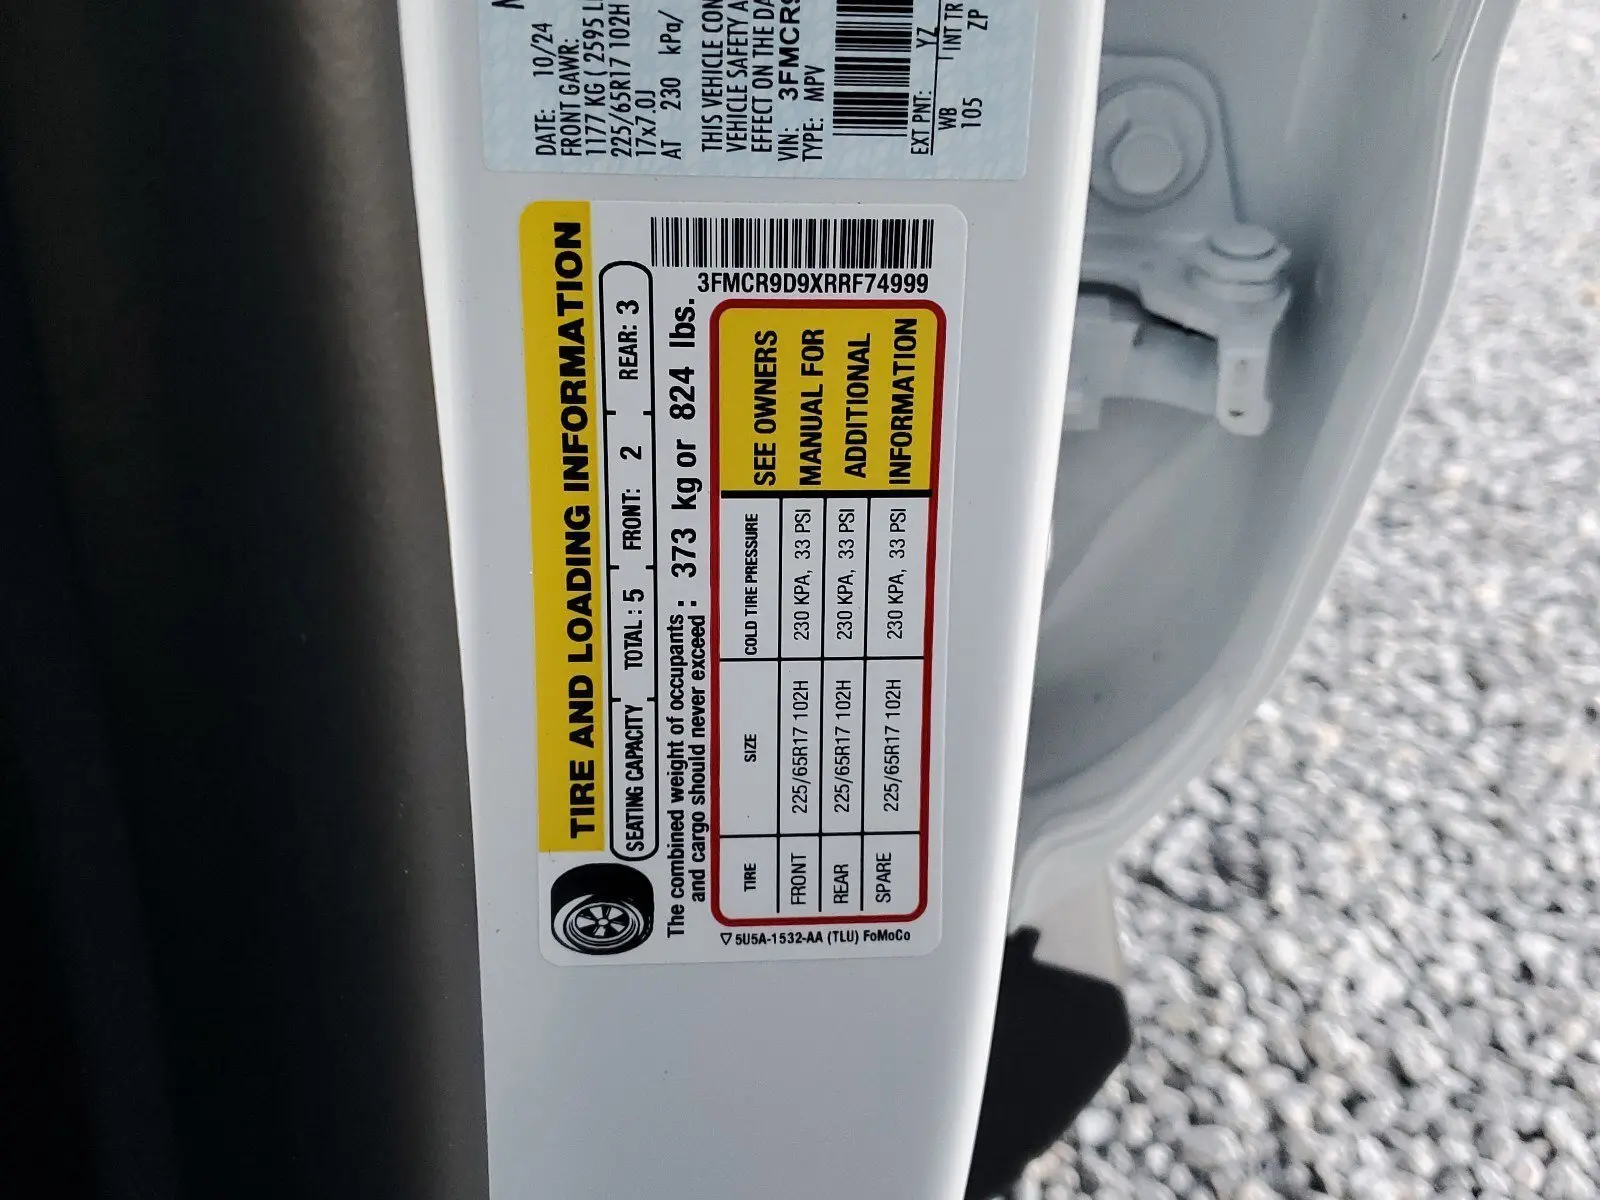 DATE: 10/24
FRONT GAWR:
1177 KG ( 2595 L
225/65R17 102H
17x7.0J
AT 230 kPa/
THIS VEHICLE CON
VEHICLE SAFETY A
EFFECT ON THE DA
VIN: 3FMCR9
TYPE: MPV
EXT PNT: YZ
WB INT TR
105 ZP
TIRE AND LOADING INFORMATION
SEATING CAPACITY TOTAL : 5 FRONT: 2 REAR: 3
The combined weight of occupants
and cargo should never exceed : 373 kg or 824 lbs.
3FMCR9D9XRRF74999
TIRE SIZE COLD TIRE PRESSURE
FRONT 225/65R17 102H 230 KPA, 33 PSI
REAR 225/65R17 102H 230 KPA, 33 PSI
SPARE 225/65R17 102H 230 KPA, 33 PSI
SEE OWNERS
MANUAL FOR
ADDITIONAL
INFORMATION
5U5A-1532-AA (TLU) FoMoCo